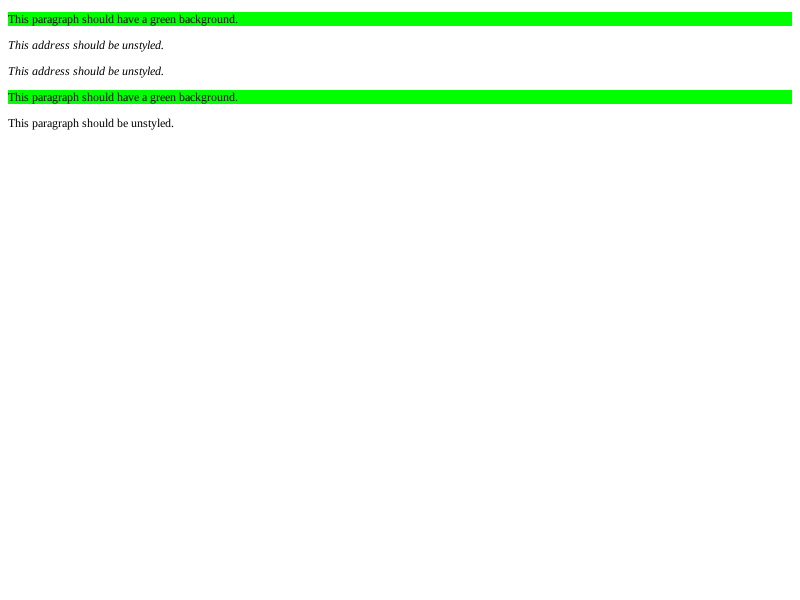 This paragraph should have a green background.
This address should be unstyled.
This address should be unstyled.
This paragraph should have a green background.
This paragraph should be unstyled.